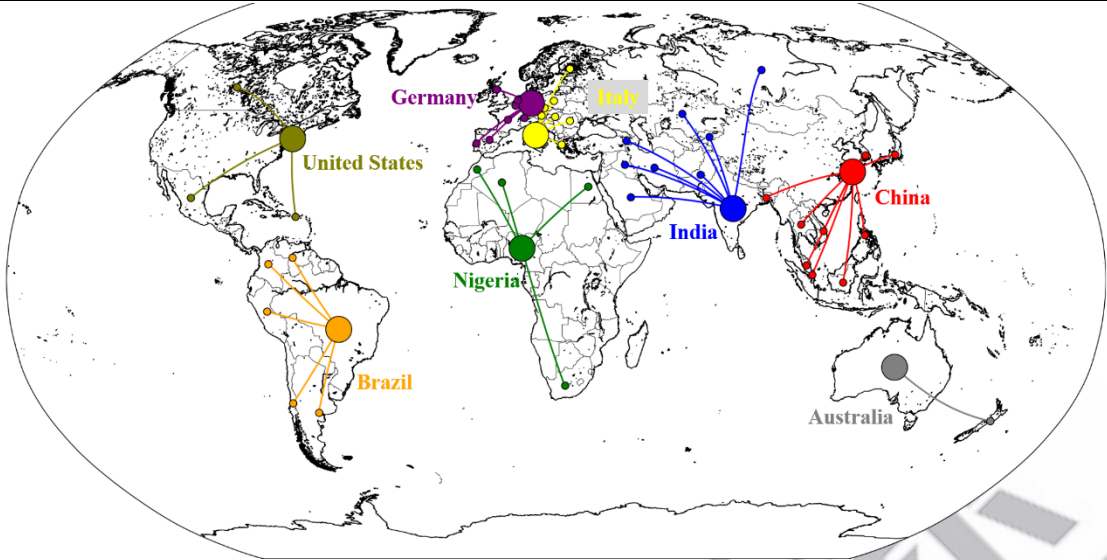 Germany
Italy
United States
China
India
Nigeria
Brazil
Australia